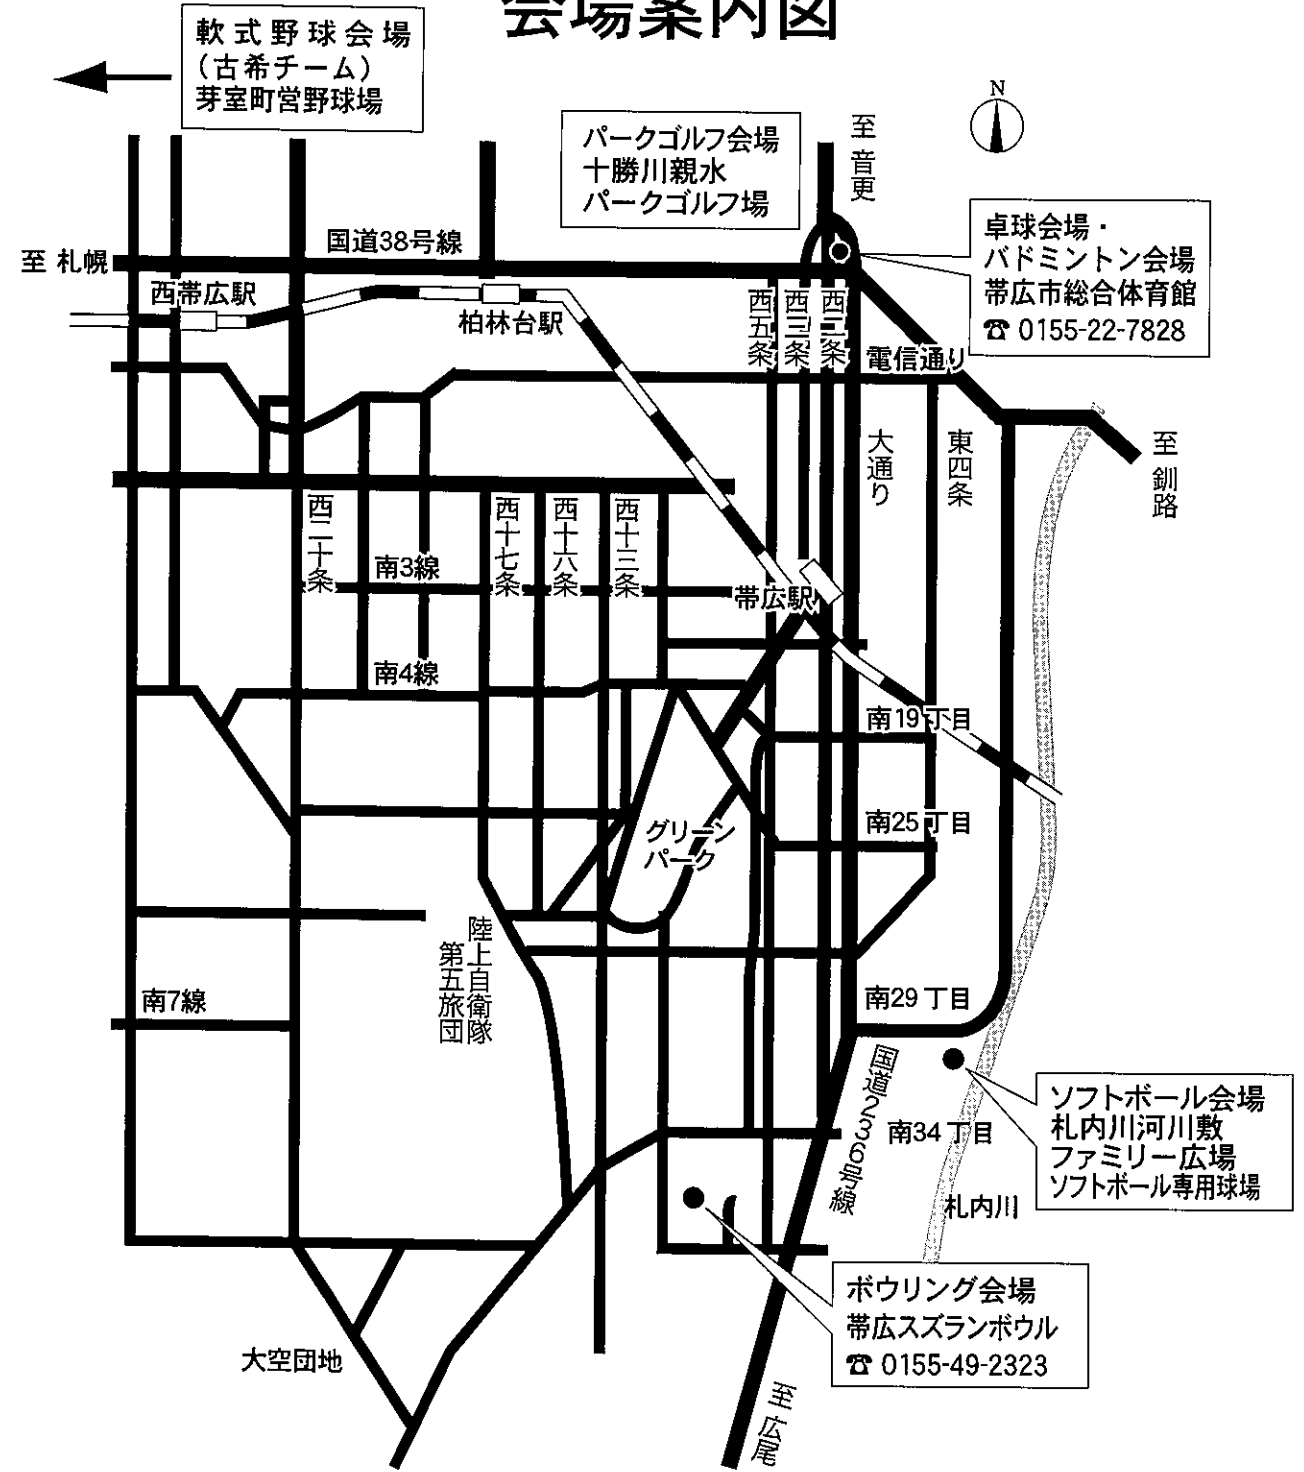 会場案内図
軟式野球会場
（古希チーム）
芽室町営野球場
パークゴルフ会場
十勝川親水
パークゴルフ場
至 音更
N
卓球会場・
バドミントン会場
帯広市総合体育館
☎ 0155-22-7828
至 札幌
国道38号線
西帯広駅
柏林台駅
西五条
西三条
西二条
電信通り
大通り
東四条
至 釧路
西二十条
西十七条
西十六条
西十三条
南3線
帯広駅
南4線
南19丁目
南25丁目
グリーン
パーク
陸上自衛隊
第五旅団
南7線
南29丁目
国道236号線
南34丁目
ソフトボール会場
札内川河川敷
ファミリー広場
ソフトボール専用球場
札内川
ボウリング会場
帯広スズランボウル
☎ 0155-49-2323
大空団地
至 広尾